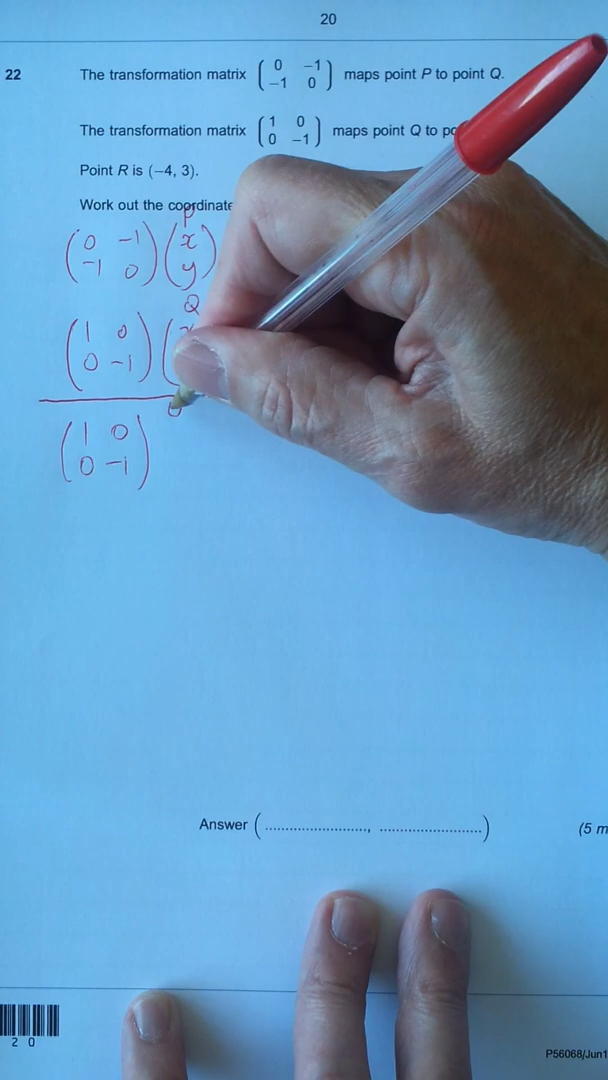 20
22 The transformation matrix ( 0 −1 / −1 0 ) maps point P to point Q.
The transformation matrix ( 1 0 / 0 −1 ) maps point Q to
Point R is (−4, 3).
Work out the
P
( 0 −1 / −1 0 ) ( x / y )
Q
( 1 0 / 0 −1 ) (
( 1 0 / 0 −1 )
Answer ( ........................... , .......................... )
(5
2 0
P56068/Jun1